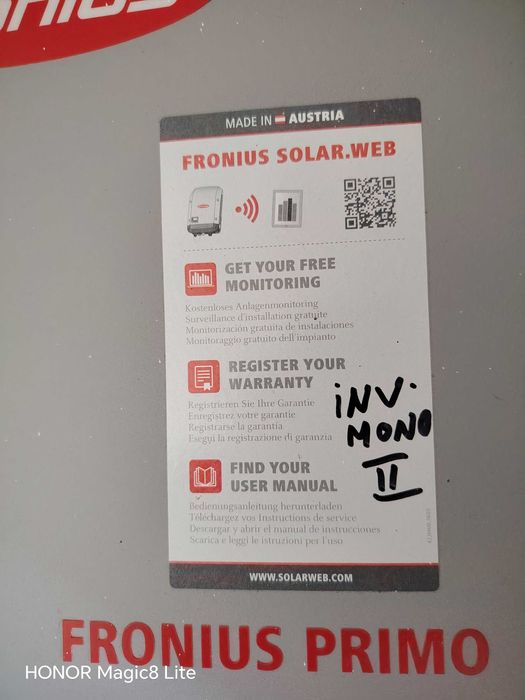 MADE IN AUSTRIA
FRONIUS SOLAR.WEB
GET YOUR FREE
MONITORING
Kostenloses Anlagenmonitoring
Surveillance d'installation gratuite
Monitorización gratuita de instalaciones
Monitoraggio gratuito dell'impianto
REGISTER YOUR
WARRANTY
Registrieren Sie Ihre Garantie
Enregistrez votre garantie
Registrarse la garantía
Esegui la registrazione di garanzia
iNV.
MONO
II
FIND YOUR
USER MANUAL
Bedienungsanleitung herunterladen
Téléchargez vos Instructions de service
Descargar y abrir el manual de instrucciones
Scarica e leggi le istruzioni per l'uso
WWW.SOLARWEB.COM
FRONIUS PRIMO
HONOR Magic8 Lite